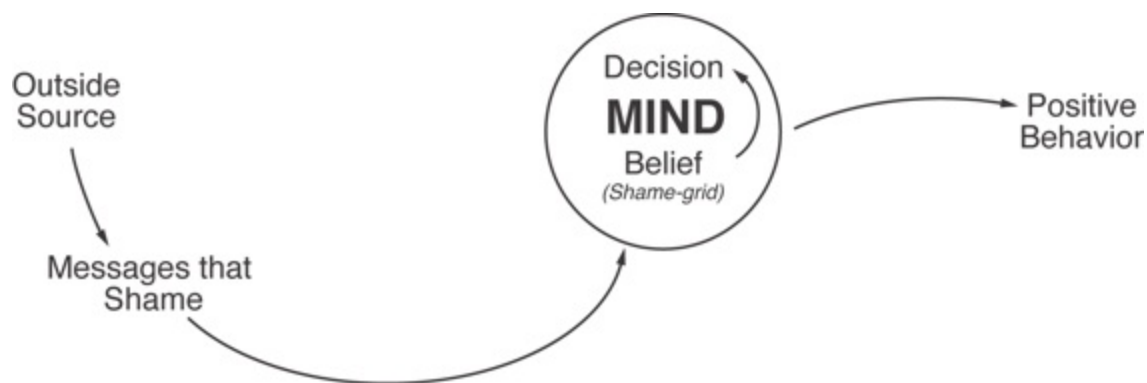 Outside
Source
Messages that
Shame
Decision
MIND
Belief
(Shame-grid)
Positive
Behavior